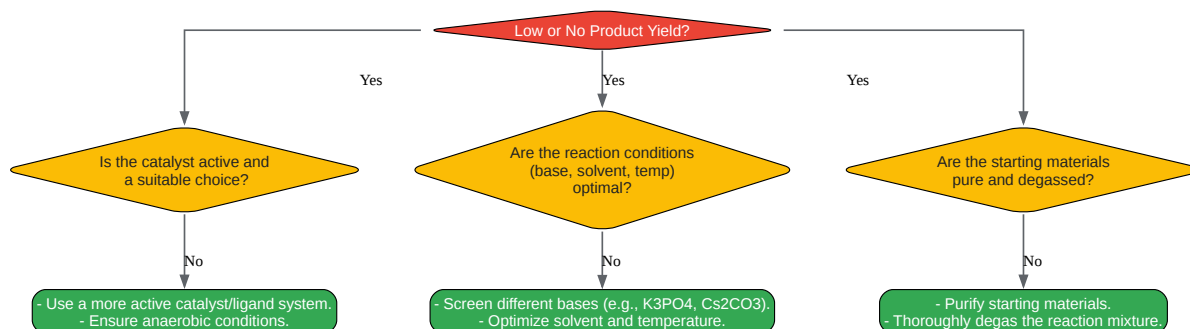 Low or No Product Yield?
Yes
Yes
Yes
Is the catalyst active and
a suitable choice?
Are the reaction conditions
(base, solvent, temp)
optimal?
Are the starting materials
pure and degassed?
No
No
No
- Use a more active catalyst/ligand system.
- Ensure anaerobic conditions.
- Screen different bases (e.g., K3PO4, Cs2CO3).
- Optimize solvent and temperature.
- Purify starting materials.
- Thoroughly degas the reaction mixture.